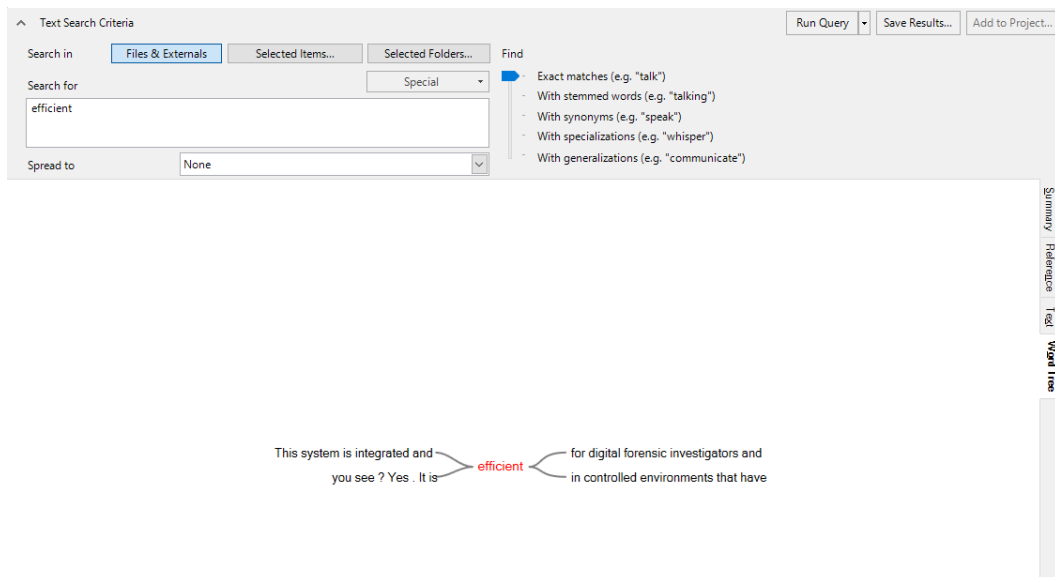 Text Search Criteria
Run Query
Save Results...
Add to Project...
Search in
Files & Externals
Selected Items...
Selected Folders...
Find
Search for
Special
Exact matches (e.g. "talk")
efficient
With stemmed words (e.g. "talking")
With synonyms (e.g. "speak")
With specializations (e.g. "whisper")
With generalizations (e.g. "communicate")
Spread to
None
Summary
Reference
Text
Word Tree
This system is integrated and
you see ? Yes . It is
efficient
for digital forensic investigators and
in controlled environments that have